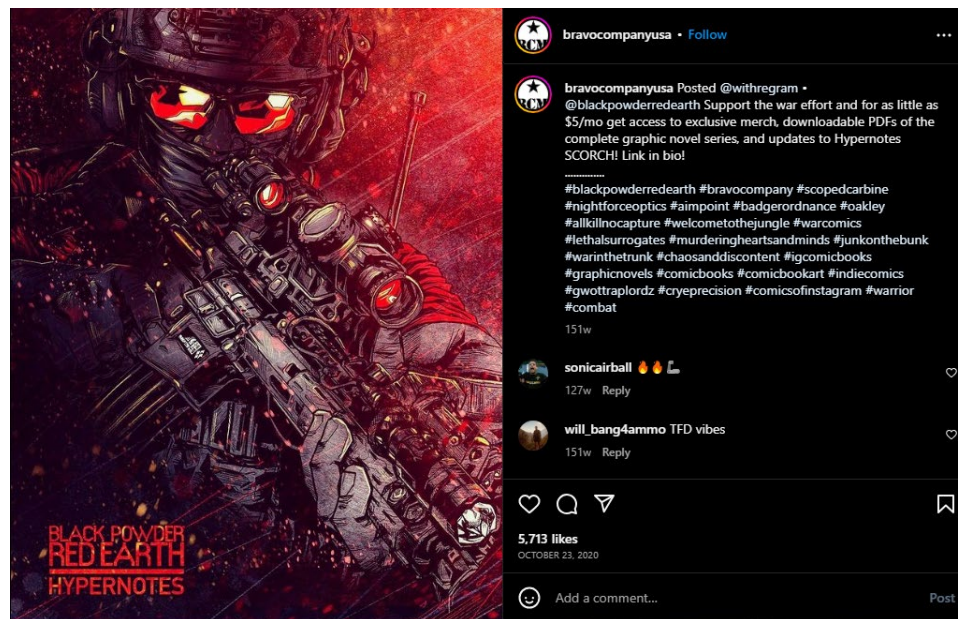 BCM
bravocompanyusa • Follow
BCM
bravocompanyusa Posted @withregram •
@blackpowderredearth Support the war effort and for as little as
$5/mo get access to exclusive merch, downloadable PDFs of the
complete graphic novel series, and updates to Hypernotes
SCORCH! Link in bio!
..............
#blackpowderredearth #bravocompany #scopedcarbine
#nightforceoptics #aimpoint #badgerordnance #oakley
#allkillnocapture #welcometothejungle #warcomics
#lethalsurrogates #murderingheartsandminds #junkonthebunk
#warinthetrunk #chaosanddiscontent #igcomicbooks
#graphicnovels #comicbooks #comicbookart #indiecomics
#gwottraplordz #cryeprecision #comicsofinstagram #warrior
#combat
151w
sonicairball 🔥🔥🦾
127w Reply
will_bang4ammo TFD vibes
151w Reply
5,713 likes
OCTOBER 23, 2020
Add a comment...
Post
BLACK POWDER
RED EARTH
HYPERNOTES